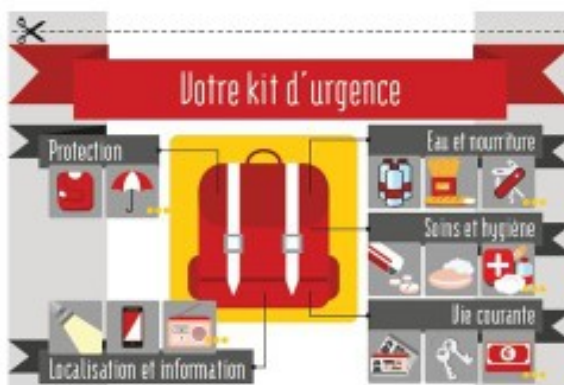 Votre kit d'urgence
Protection
Eau et nourriture
Soins et hygiène
Vie courante
Localisation et information